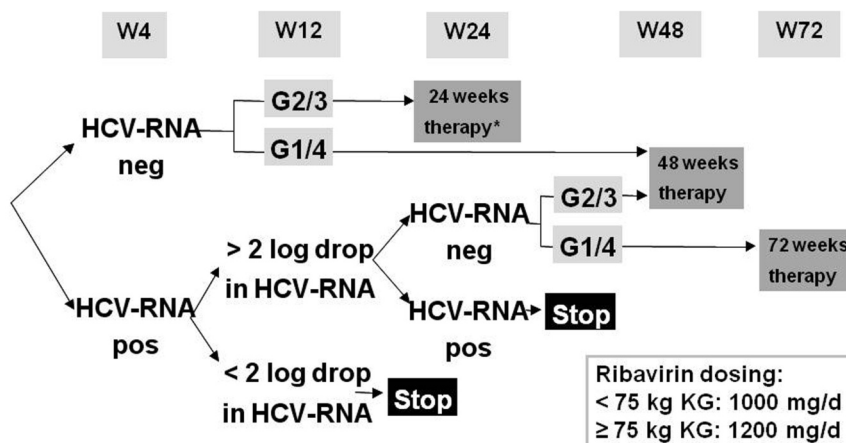 W4 W12 W24 W48 W72
G2/3
24 weeks
therapy*
HCV-RNA
neg
G1/4
48 weeks
therapy
HCV-RNA
neg
G2/3
G1/4
72 weeks
therapy
> 2 log drop
in HCV-RNA
HCV-RNA
pos
HCV-RNA
pos
Stop
< 2 log drop
in HCV-RNA
Stop
Ribavirin dosing:
< 75 kg KG: 1000 mg/d
≥ 75 kg KG: 1200 mg/d